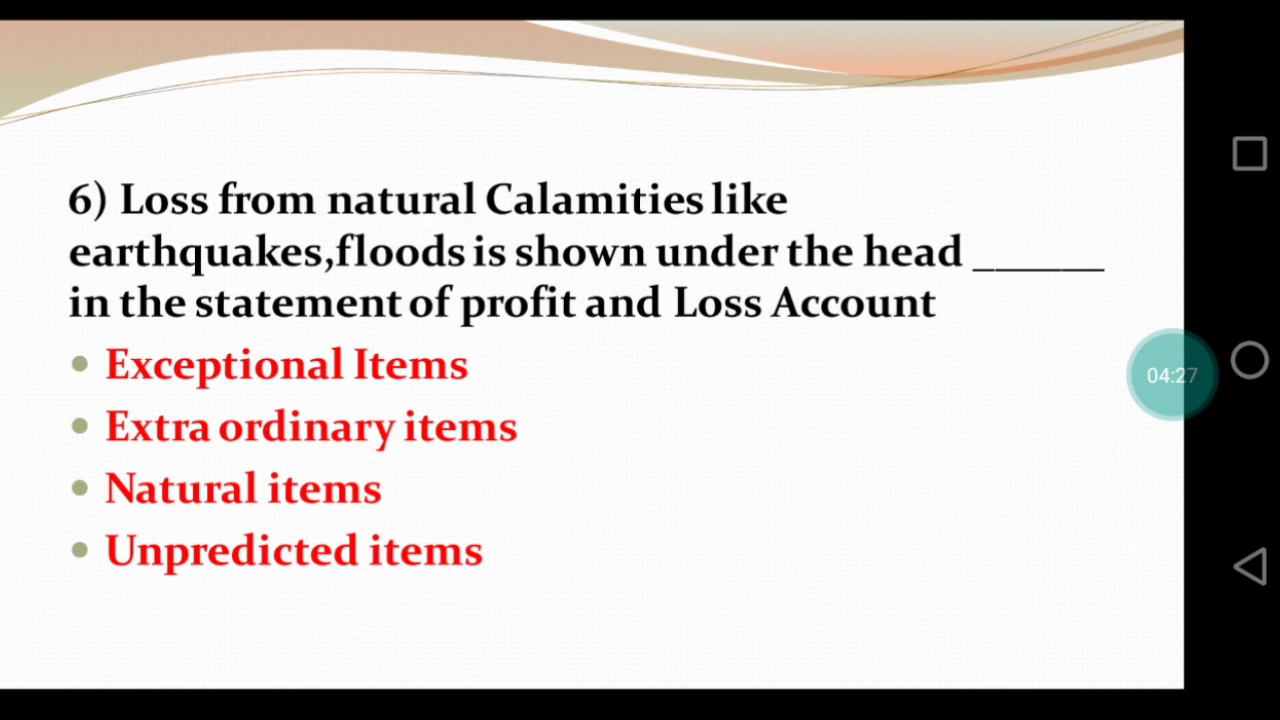 6) Loss from natural Calamities like
earthquakes,floods is shown under the head ______
in the statement of profit and Loss Account
• Exceptional Items
• Extra ordinary items
• Natural items
• Unpredicted items
04:27